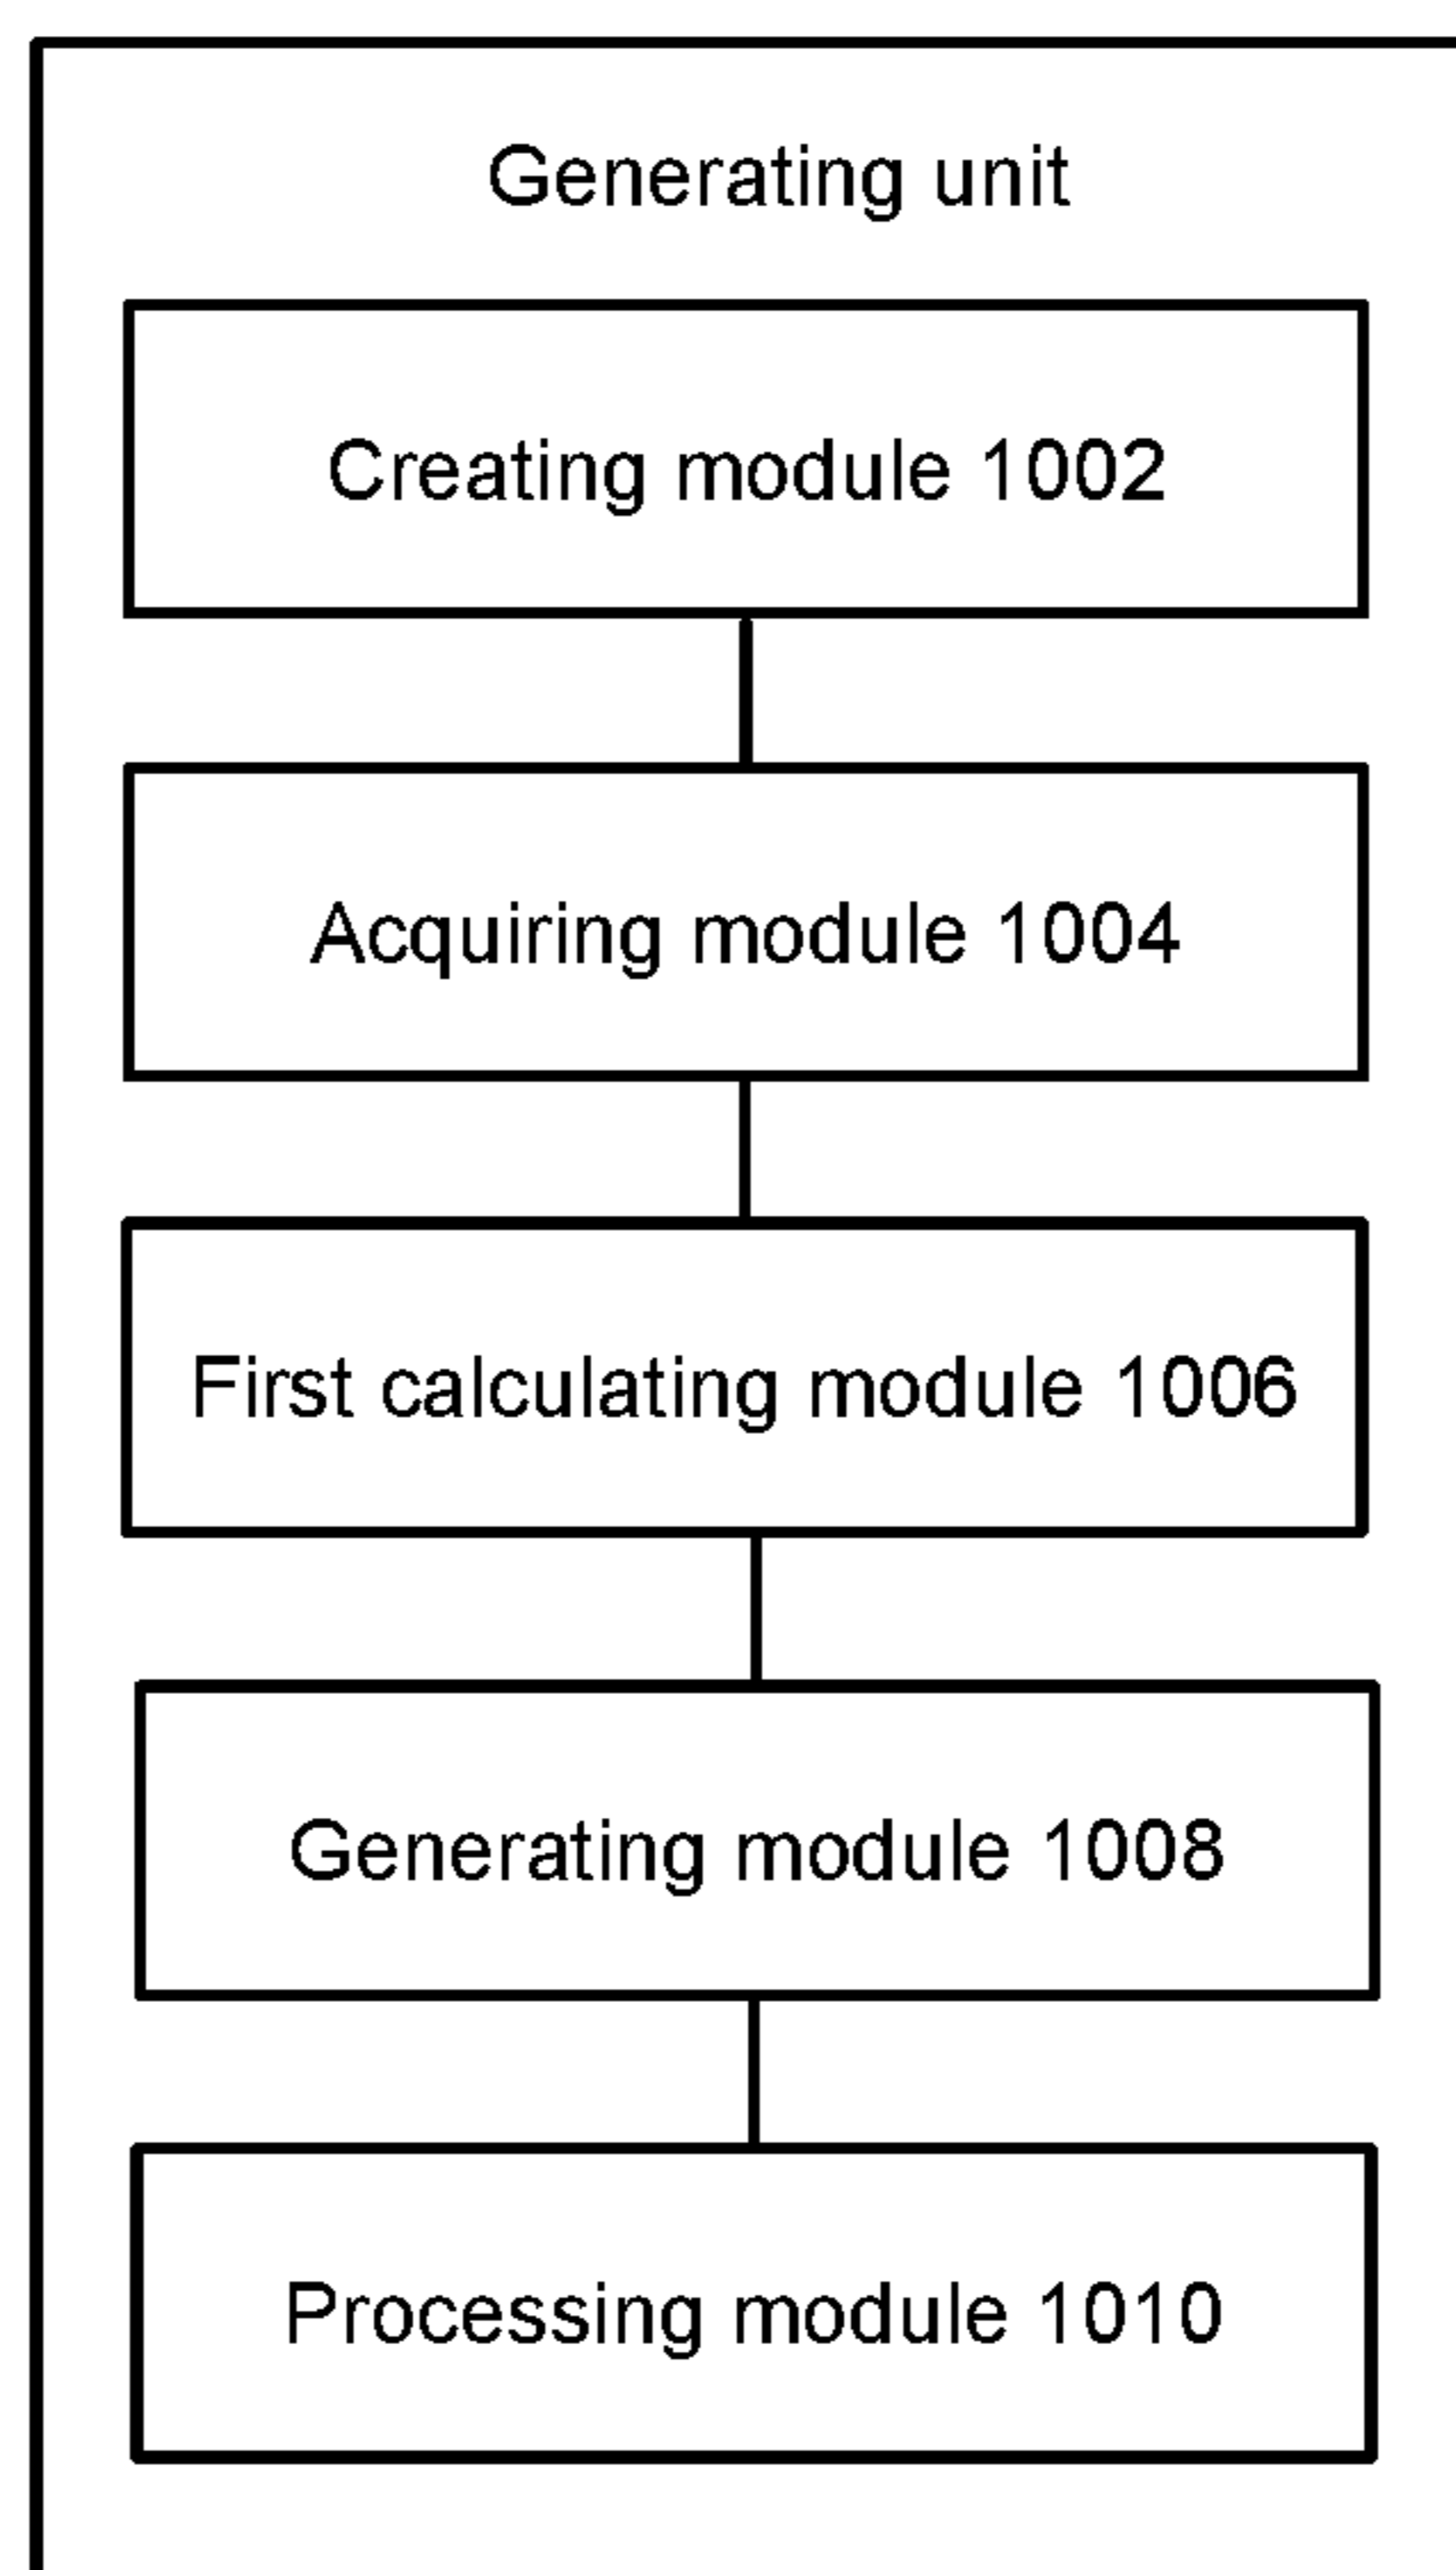 Generating unit
Creating module 1002
Acquiring module 1004
First calculating module 1006
Generating module 1008
Processing module 1010